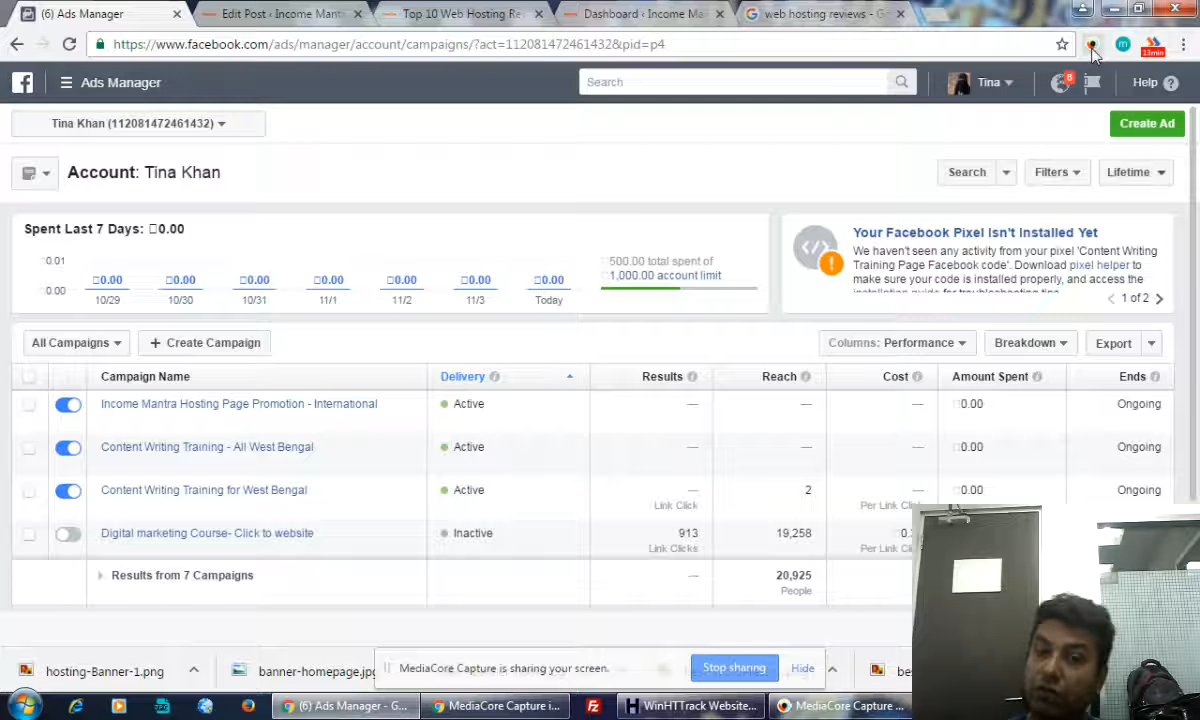 (6) Ads Manager
Edit Post ‹ Income Mant
Top 10 Web Hosting Re
Dashboard ‹ Income Ma
web hosting reviews - G
https://www.facebook.com/ads/manager/account/campaigns/?act=112081472461432&pid=p4
13min
Ads Manager
Search
Tina
8
Help
Tina Khan (112081472461432)
Create Ad
Account: Tina Khan
Search
Filters
Lifetime
Spent Last 7 Days: 0.00
0.01
0.00
0.00 0.00 0.00 0.00 0.00 0.00 0.00
10/29 10/30 10/31 11/1 11/2 11/3 Today
500.00 total spent of
1,000.00 account limit
Your Facebook Pixel Isn't Installed Yet
We haven't seen any activity from your pixel 'Content Writing
Training Page Facebook code'. Download pixel helper to
make sure your code is installed properly, and access the
installation guide for troubleshooting tips.
1 of 2
All Campaigns
+ Create Campaign
Columns: Performance
Breakdown
Export
Campaign Name Delivery Results Reach Cost Amount Spent Ends
Income Mantra Hosting Page Promotion - International Active — — — 0.00 Ongoing
Content Writing Training - All West Bengal Active — — — 0.00 Ongoing
Content Writing Training for West Bengal Active — 2 — 0.00 Ongoing
Link Click Per Link Clic
Digital marketing Course- Click to website Inactive 913 19,258 0.
Link Clicks Per Link Cli
Results from 7 Campaigns — 20,925
People
hosting-Banner-1.png
banner-homepage.jpg
MediaCore Capture is sharing your screen.
Stop sharing
Hide
be
(6) Ads Manager - G...
MediaCore Capture i...
WinHTTrack Website...
MediaCore Capture ...